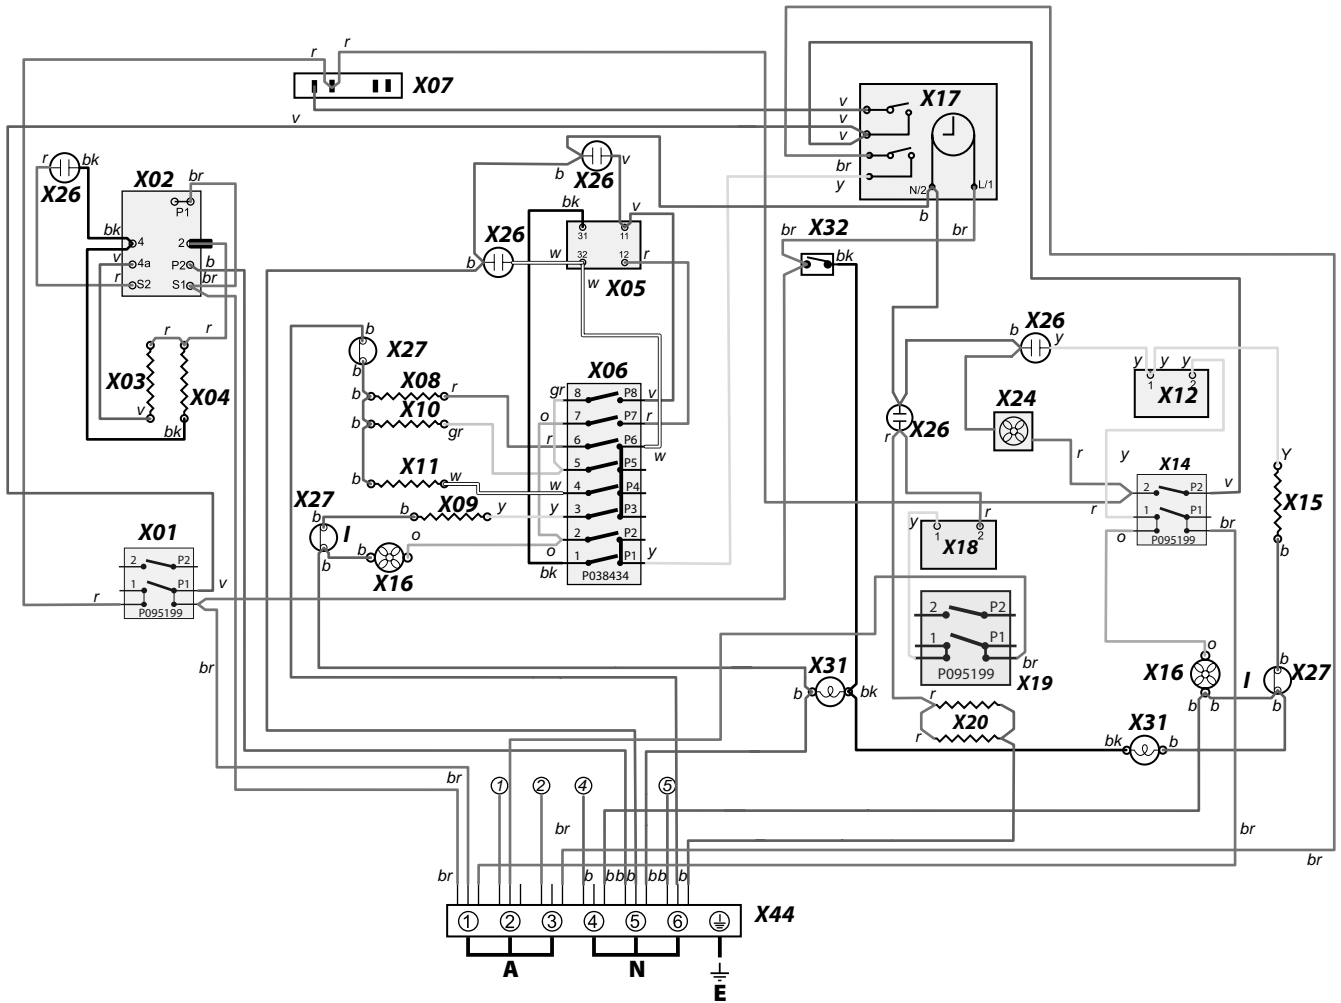 r
r
X07
v
X17
v
v
v
br
y
N/2
L/1
b
br
r
bk
X26
X02
br
P1
bk
4
2
v
4a
P2
b
r
S2
S1
br
r
r
X03
X04
v
bk
b
X26
v
bk
v
31
11
32
12
r
X26
b
w
w
X05
br
X32
bk
b
X27
b
b
X08
r
b
X10
gr
b
X11
w
X27
b
X09
y
b
I
b
b
X16
o
X06
gr
8
P8
v
o
7
P7
r
r
6
P6
w
5
P5
w
4
P4
y
3
P3
2
P2
o
1
P1
y
bk
P038434
b
X26
y
y
y
y
1
2
X12
X24
r
X26
r
y
X14
2
P2
v
r
1
P1
br
o
P095199
Y
X15
b
y
1
2
r
X18
2
P2
1
P1
br
P095199
X19
X01
2
P2
1
P1
v
r
P095199
br
X31
b
bk
r
X20
r
o
X16
b
b
I
b
X27
b
X31
bk
b
br
1
2
4
5
br
br
br
br
b
b
b
b
b
b
b
1
2
3
4
5
6
X44
A
N
E